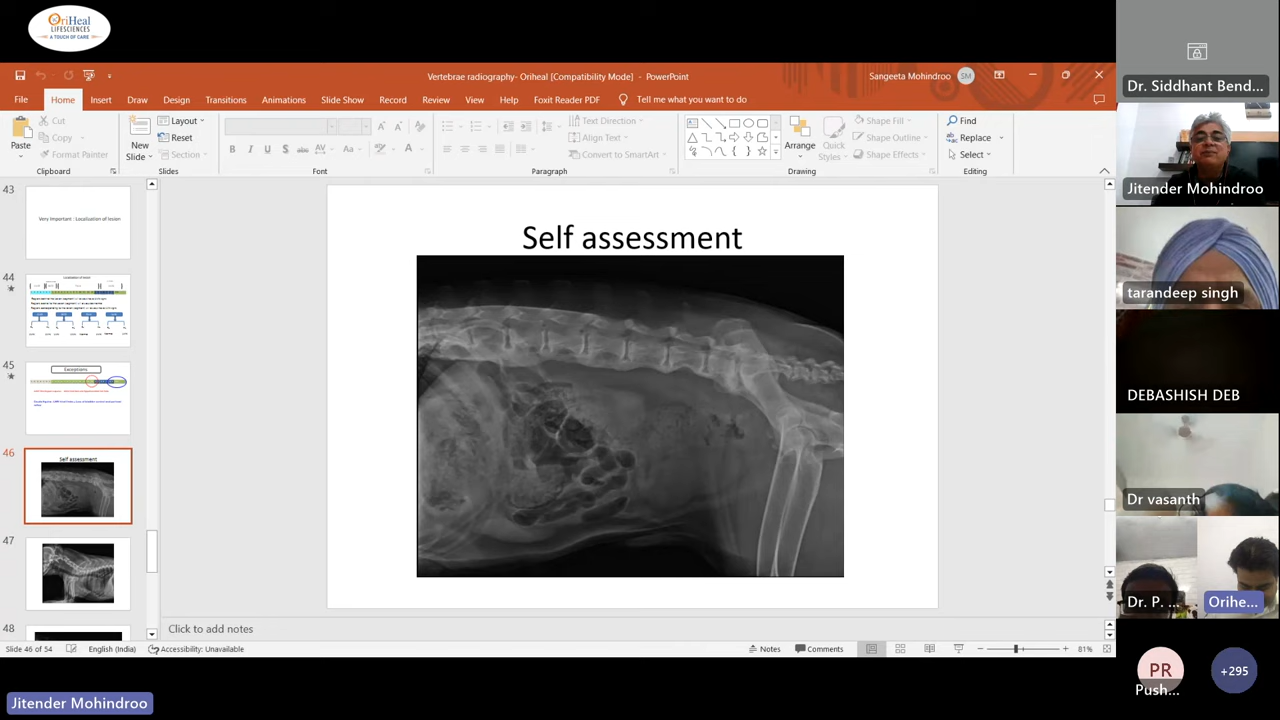 OriHeal
LIFESCIENCES
A TOUCH OF CARE
Vertebrae radiography- Oriheal [Compatibility Mode] - PowerPoint
Sangeeta Mohindroo
SM
File Home Insert Draw Design Transitions Animations Slide Show Record Review View Help Foxit Reader PDF Tell me what you want to do
Paste
Cut
Copy
Format Painter
Clipboard
New
Slide
Layout
Reset
Section
Slides
B I U S abc AV Aa A
Font
Text Direction
Align Text
Convert to SmartArt
Paragraph
Arrange
Quick
Styles
Shape Fill
Shape Outline
Shape Effects
Drawing
Find
Replace
Select
Editing
43
Very Important : Localization of lesion
44
Localization of lesion
45
Exceptions
46
Self assessment
47
48
Self assessment
Click to add notes
Slide 46 of 54 English (India) Accessibility: Unavailable Notes Comments 81%
Jitender Mohindroo
Dr. Siddhant Bend...
Jitender Mohindroo
tarandeep singh
DEBASHISH DEB
Dr vasanth
Dr. P. ...
Orihe...
PR
Push...
+295